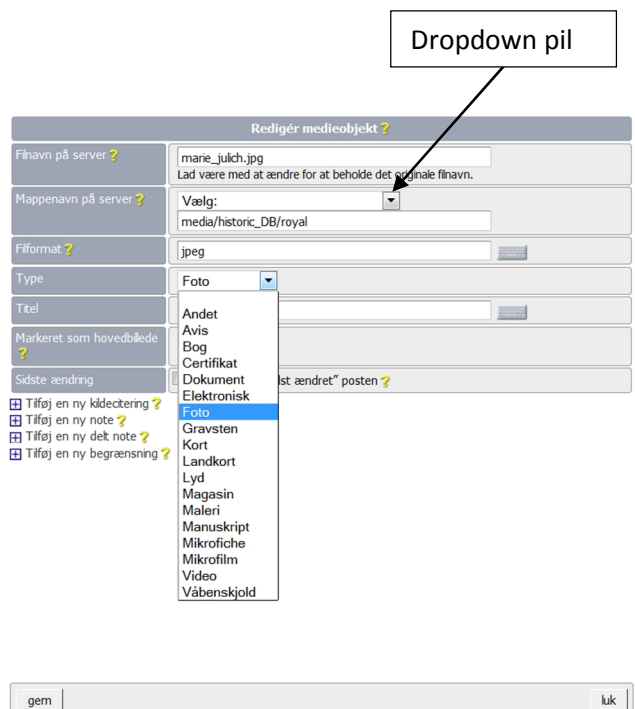 Dropdown pil
Redigér medieobjekt ?
Filnavn på server ?
marie_julich.jpg
Lad være med at ændre for at beholde det originale filnavn.
Mappenavn på server ?
Vælg:
media/historic_DB/royal
Filformat ?
jpeg
Type
Foto
Titel
Markeret som hovedbillede ?
Sidste ændring
lst ændret” posten ?
Andet
Avis
Bog
Certifikat
Dokument
Elektronisk
Foto
Gravsten
Kort
Landkort
Lyd
Magasin
Maleri
Manuskript
Mikrofiche
Mikrofilm
Video
Våbenskjold
Tilføj en ny kildecitering ?
Tilføj en ny note ?
Tilføj en ny delt note ?
Tilføj en ny begrænsning ?
gem
luk